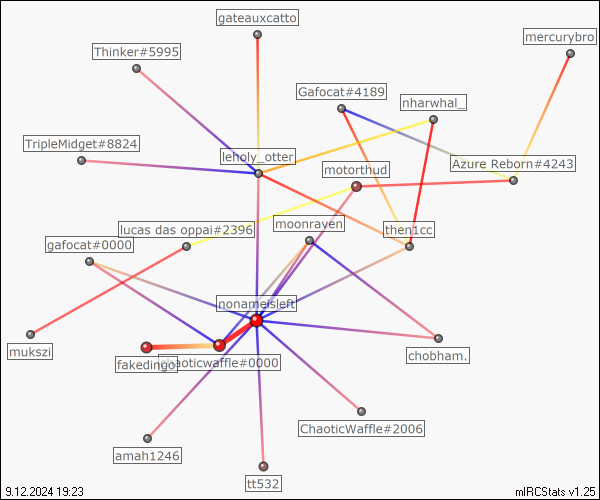 gateauxcatto
mercurybro
Thinker#5995
Gafocat#4189
nharwhal_
TripleMidget#8824
leholy_otter
Azure Reborn#4243
motorthud
lucas das oppai#2396
moonraven
then1cc
gafocat#0000
nonameisleft
mukszi
fakedingo
chaoticwaffle#0000
chobham.
ChaoticWaffle#2006
amah1246
tt532
9.12.2024 19:23
mIRCStats v1.25